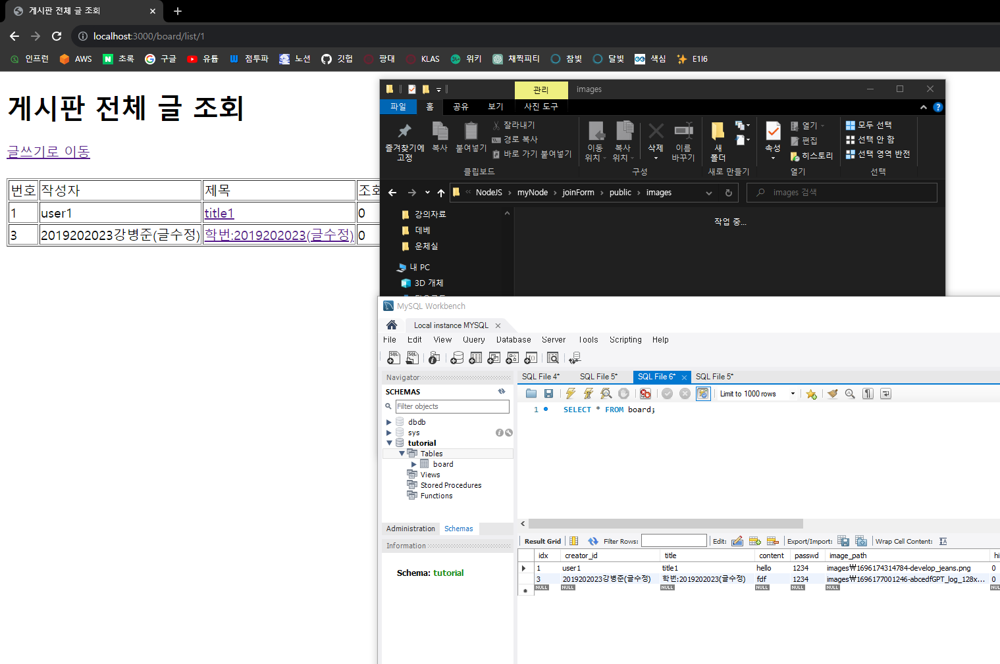 게시판 전체 글 조회
localhost:3000/board/list/1
인프런 AWS 초록 구글 유튭 점투파 노션 깃헙 광대 KLAS 위키 채찍피티 참빛 달빛 색심 E1I6
게시판 전체 글 조회
글쓰기로 이동
번호 작성자 제목 조회
1 user1 title1 0
3 2019202023강병준(글수정) 학번:2019202023(글수정) 0
관리 images
파일 홈 공유 보기 사진 도구
즐겨찾기에 고정
복사
붙여넣기
잘라내기
경로 복사
바로 가기 붙여넣기
클립보드
이동 위치
복사 위치
삭제
이름 바꾸기
구성
새 폴더
새로 만들기
속성
열기
편집
히스토리
열기
모두 선택
선택 안 함
선택 영역 반전
선택
NodeJS › myNode › joinForm › public › images
images 검색
강의자료
데베
운체실
내 PC
3D 개체
작업 중...
MySQL Workbench
Local instance MYSQL
File Edit View Query Database Server Tools Scripting Help
Navigator
SCHEMAS
Filter objects
dbdb
sys
tutorial
Tables
board
Views
Stored Procedures
Functions
Administration Schemas
Information
Schema: tutorial
SQL File 4* SQL File 5* SQL File 6* SQL File 5*
Limit to 1000 rows
1 SELECT * FROM board;
Result Grid Filter Rows: Edit: Export/Import: Wrap Cell Content:
idx creator_id title content passwd image_path hi
1 user1 title1 hello 1234 images₩1696174314784-develop_jeans.png 0
3 2019202023강병준(글수정) 학번:2019202023(글수정) fdf 1234 images₩1696177001246-abcedfGPT_log_128x... 0
NULL NULL NULL NULL NULL NULL NULL